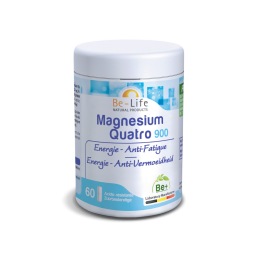 Be-Life
NATURAL PRODUCTS
Magnesium
Quatro 900
Energie - Anti-Fatigue
Energie - Anti-Vermoeidheid
60
Be+